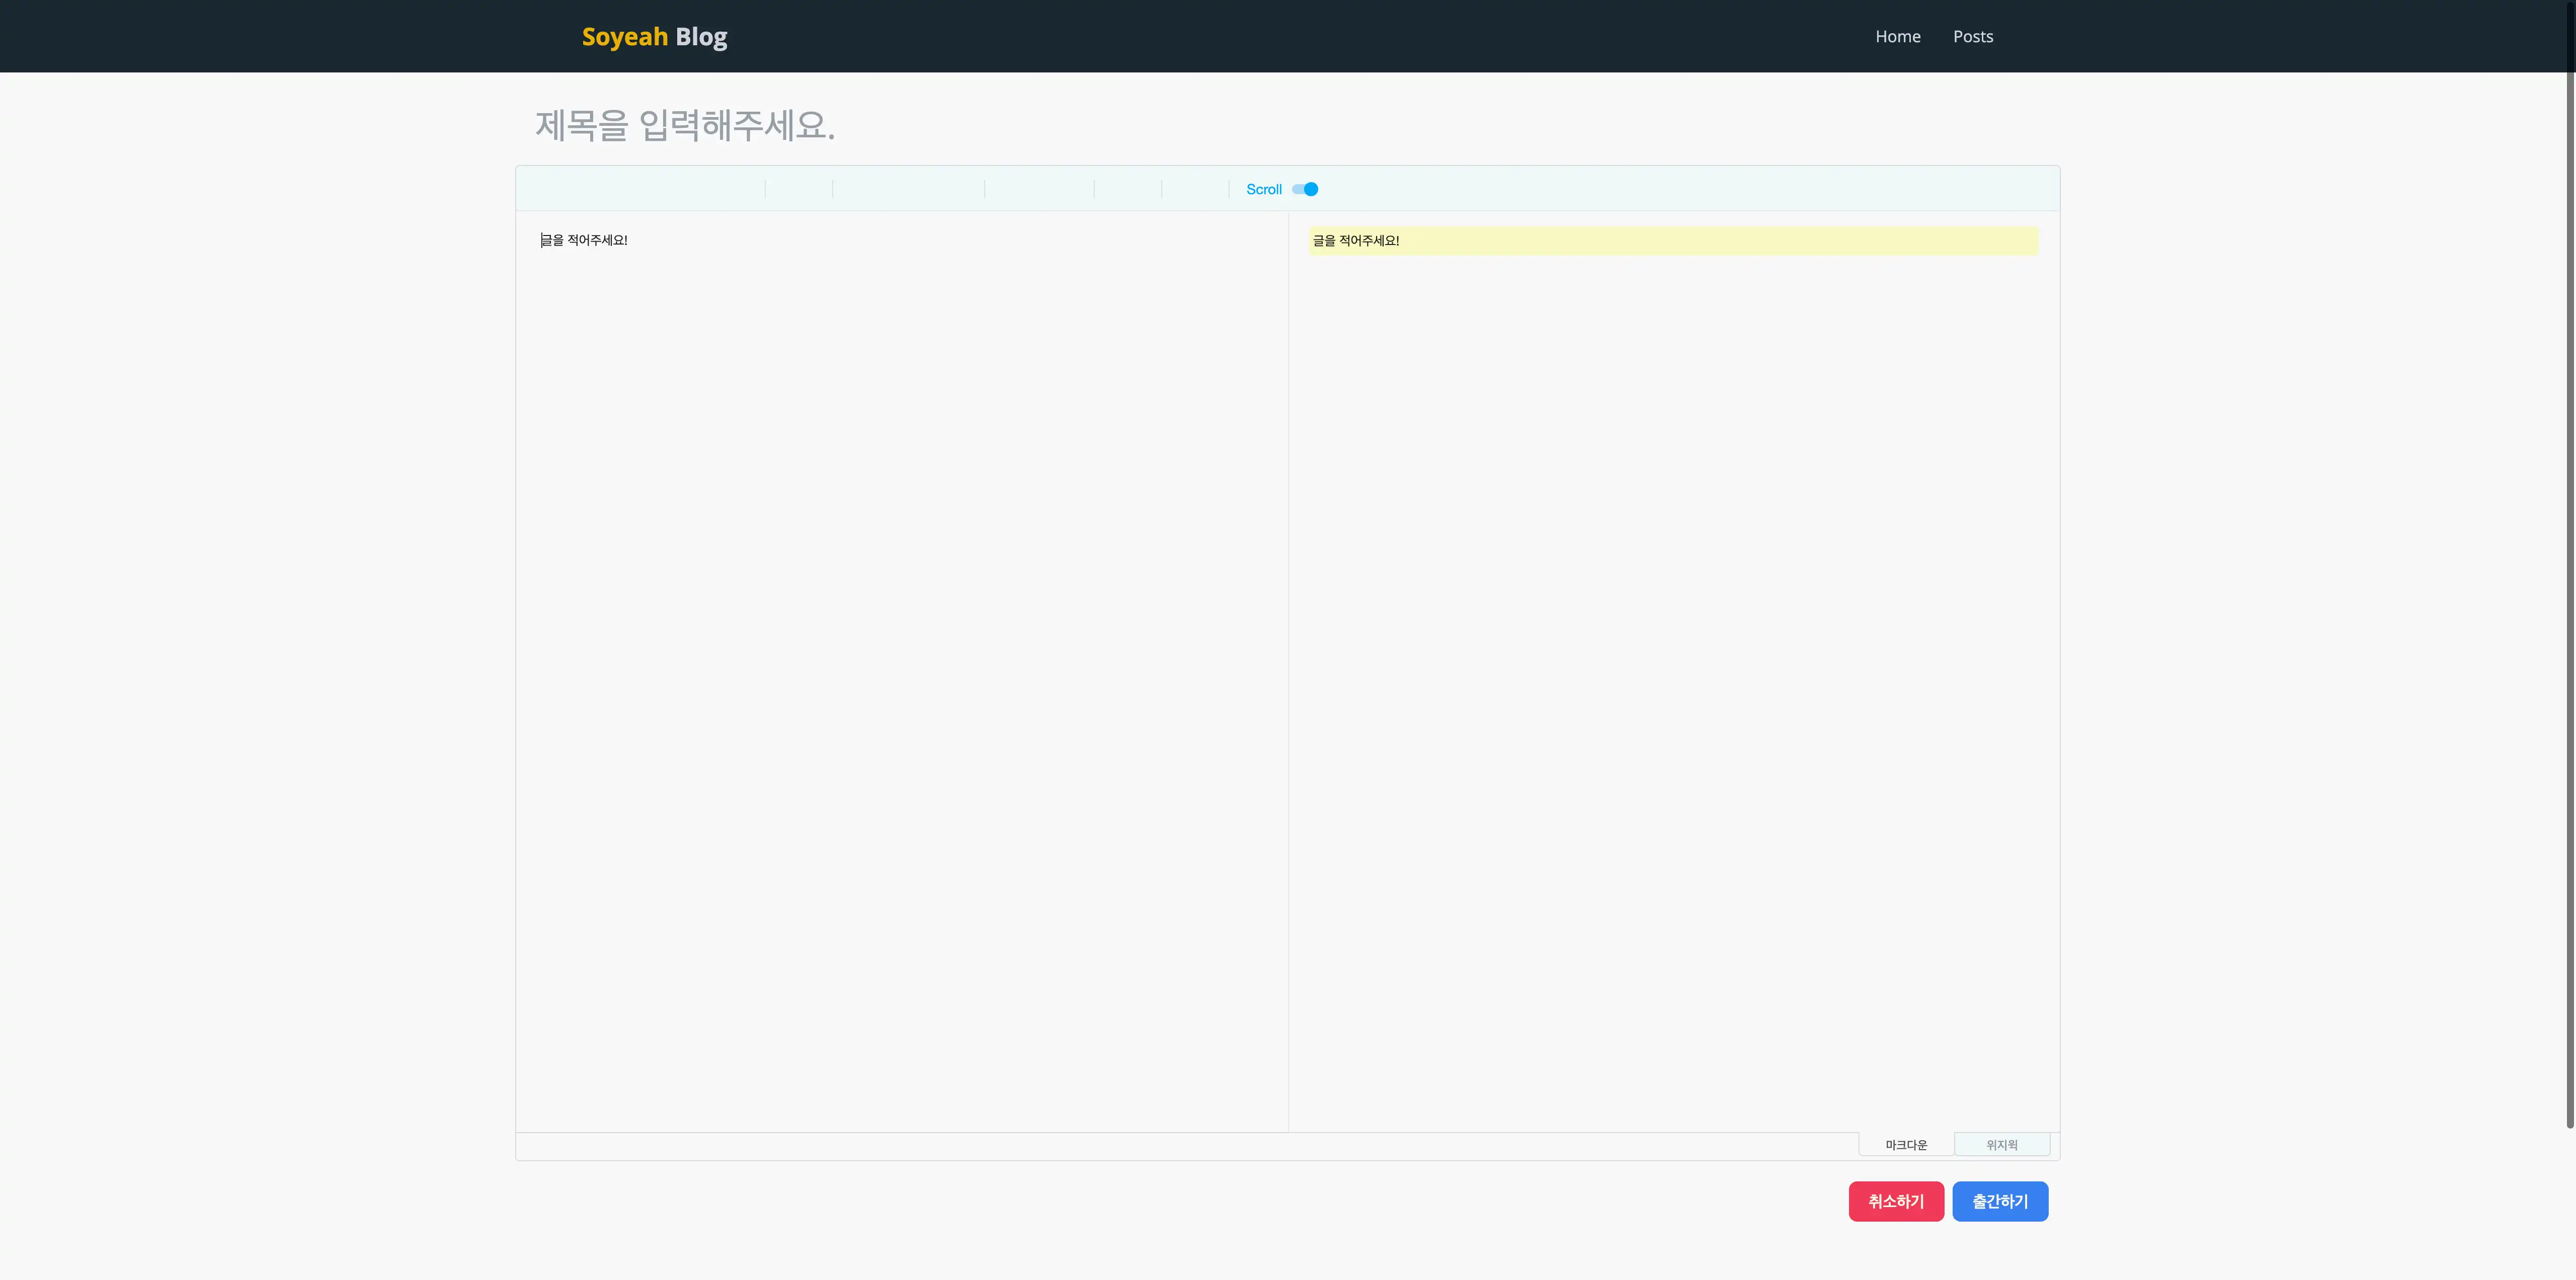 Soyeah Blog
Home
Posts
제목을 입력해주세요.
Scroll
글을 적어주세요!
글을 적어주세요!
마크다운
위지윅
취소하기
출간하기